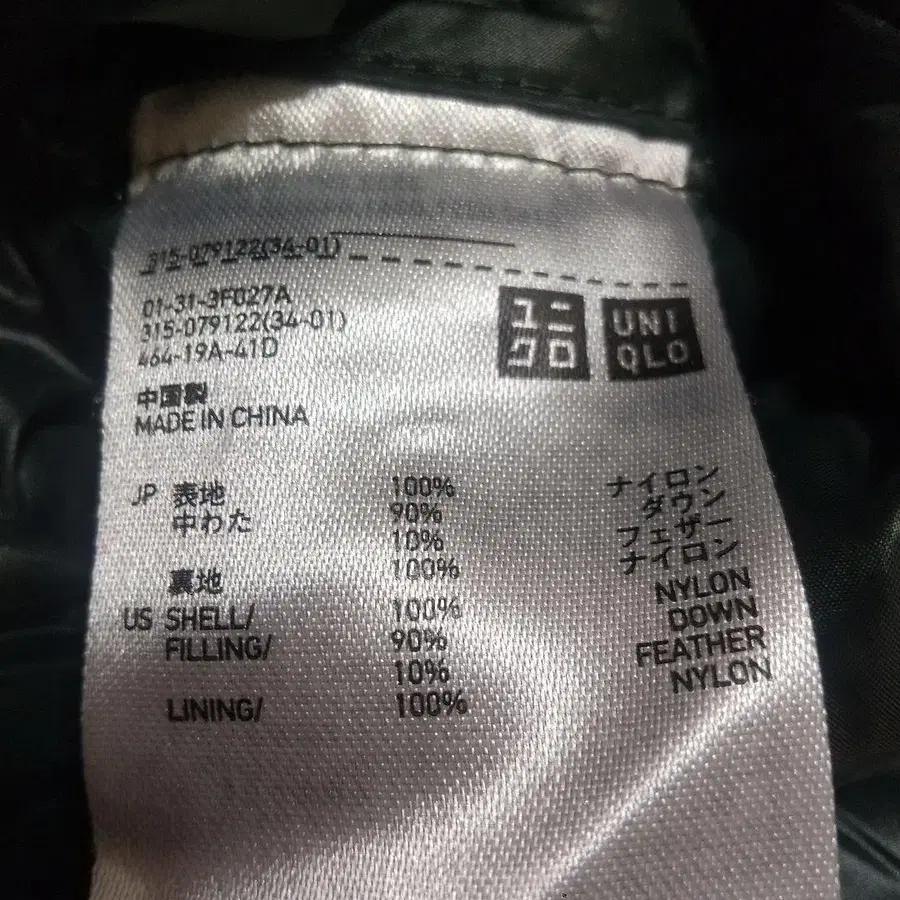 315-079122(34-01)
01-31-3F027A
315-079122(34-01)
464-19A-41D
ユニ
クロ
UNI
QLO
中国製
MADE IN CHINA
JP 表地 100% ナイロン
中わた 90% ダウン
10% フェザー
裏地 100% ナイロン
US SHELL/ 100% NYLON
FILLING/ 90% DOWN
10% FEATHER
LINING/ 100% NYLON